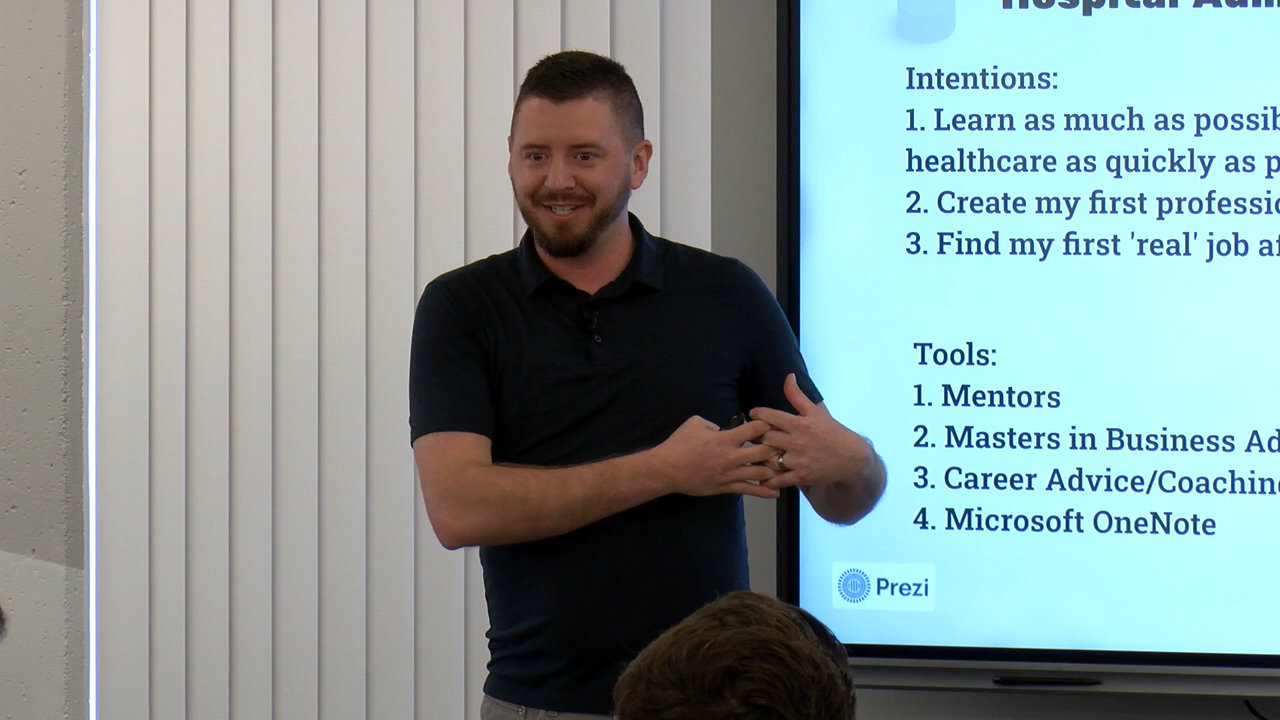 Hospital
Intentions:
1. Learn as much as
healthcare as quickly as
2. Create my first
3. Find my first 'real' job
Tools:
1. Mentors
2. Masters in Business
3. Career
4. Microsoft OneNote
Prezi